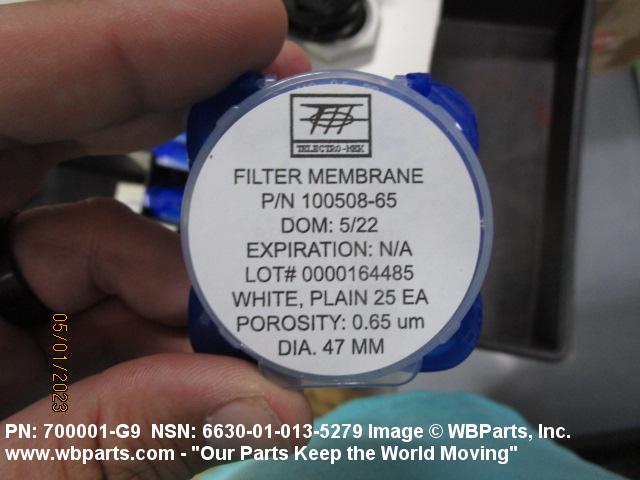 TELECTRO-MEK
FILTER MEMBRANE
P/N 100508-65
DOM: 5/22
EXPIRATION: N/A
LOT# 0000164485
WHITE, PLAIN 25 EA
POROSITY: 0.65 um
DIA. 47 MM
05/01/2023
PN: 700001-G9 NSN: 6630-01-013-5279 Image © WBParts, Inc.
www.wbparts.com - "Our Parts Keep the World Moving"